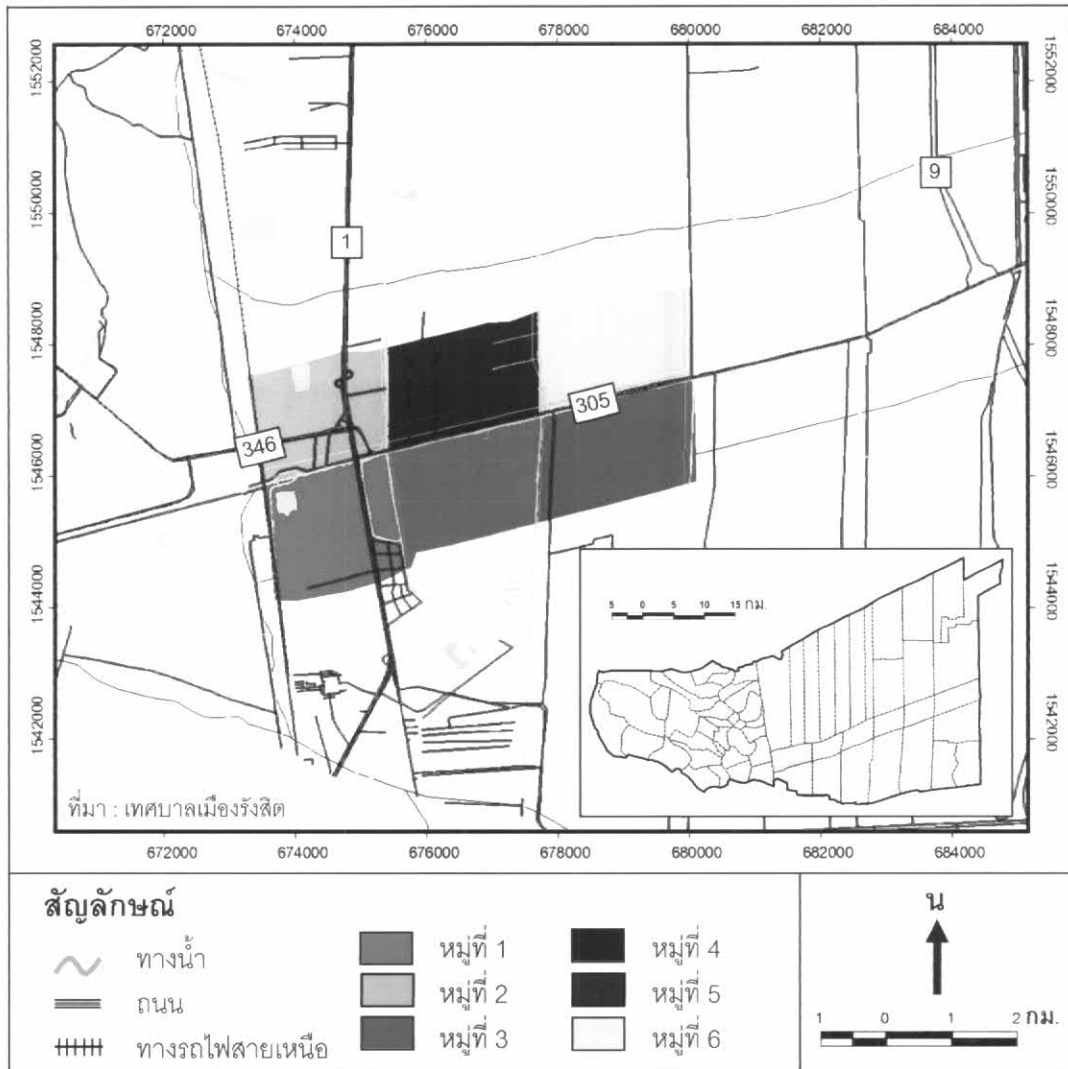 672000 674000 676000 678000 680000 682000 684000
1552000 1552000
1550000 1550000
1548000 1548000
1546000 1546000
1544000 1544000
1542000 1542000
9
1
305
346
5 0 5 10 15 กม.
ที่มา : เทศบาลเมืองรังสิต
672000 674000 676000 678000 680000 682000 684000
สัญลักษณ์
ทางน้ำ
ถนน
ทางรถไฟสายเหนือ
หมู่ที่ 1
หมู่ที่ 2
หมู่ที่ 3
หมู่ที่ 4
หมู่ที่ 5
หมู่ที่ 6
น
1 0 1 2 กม.